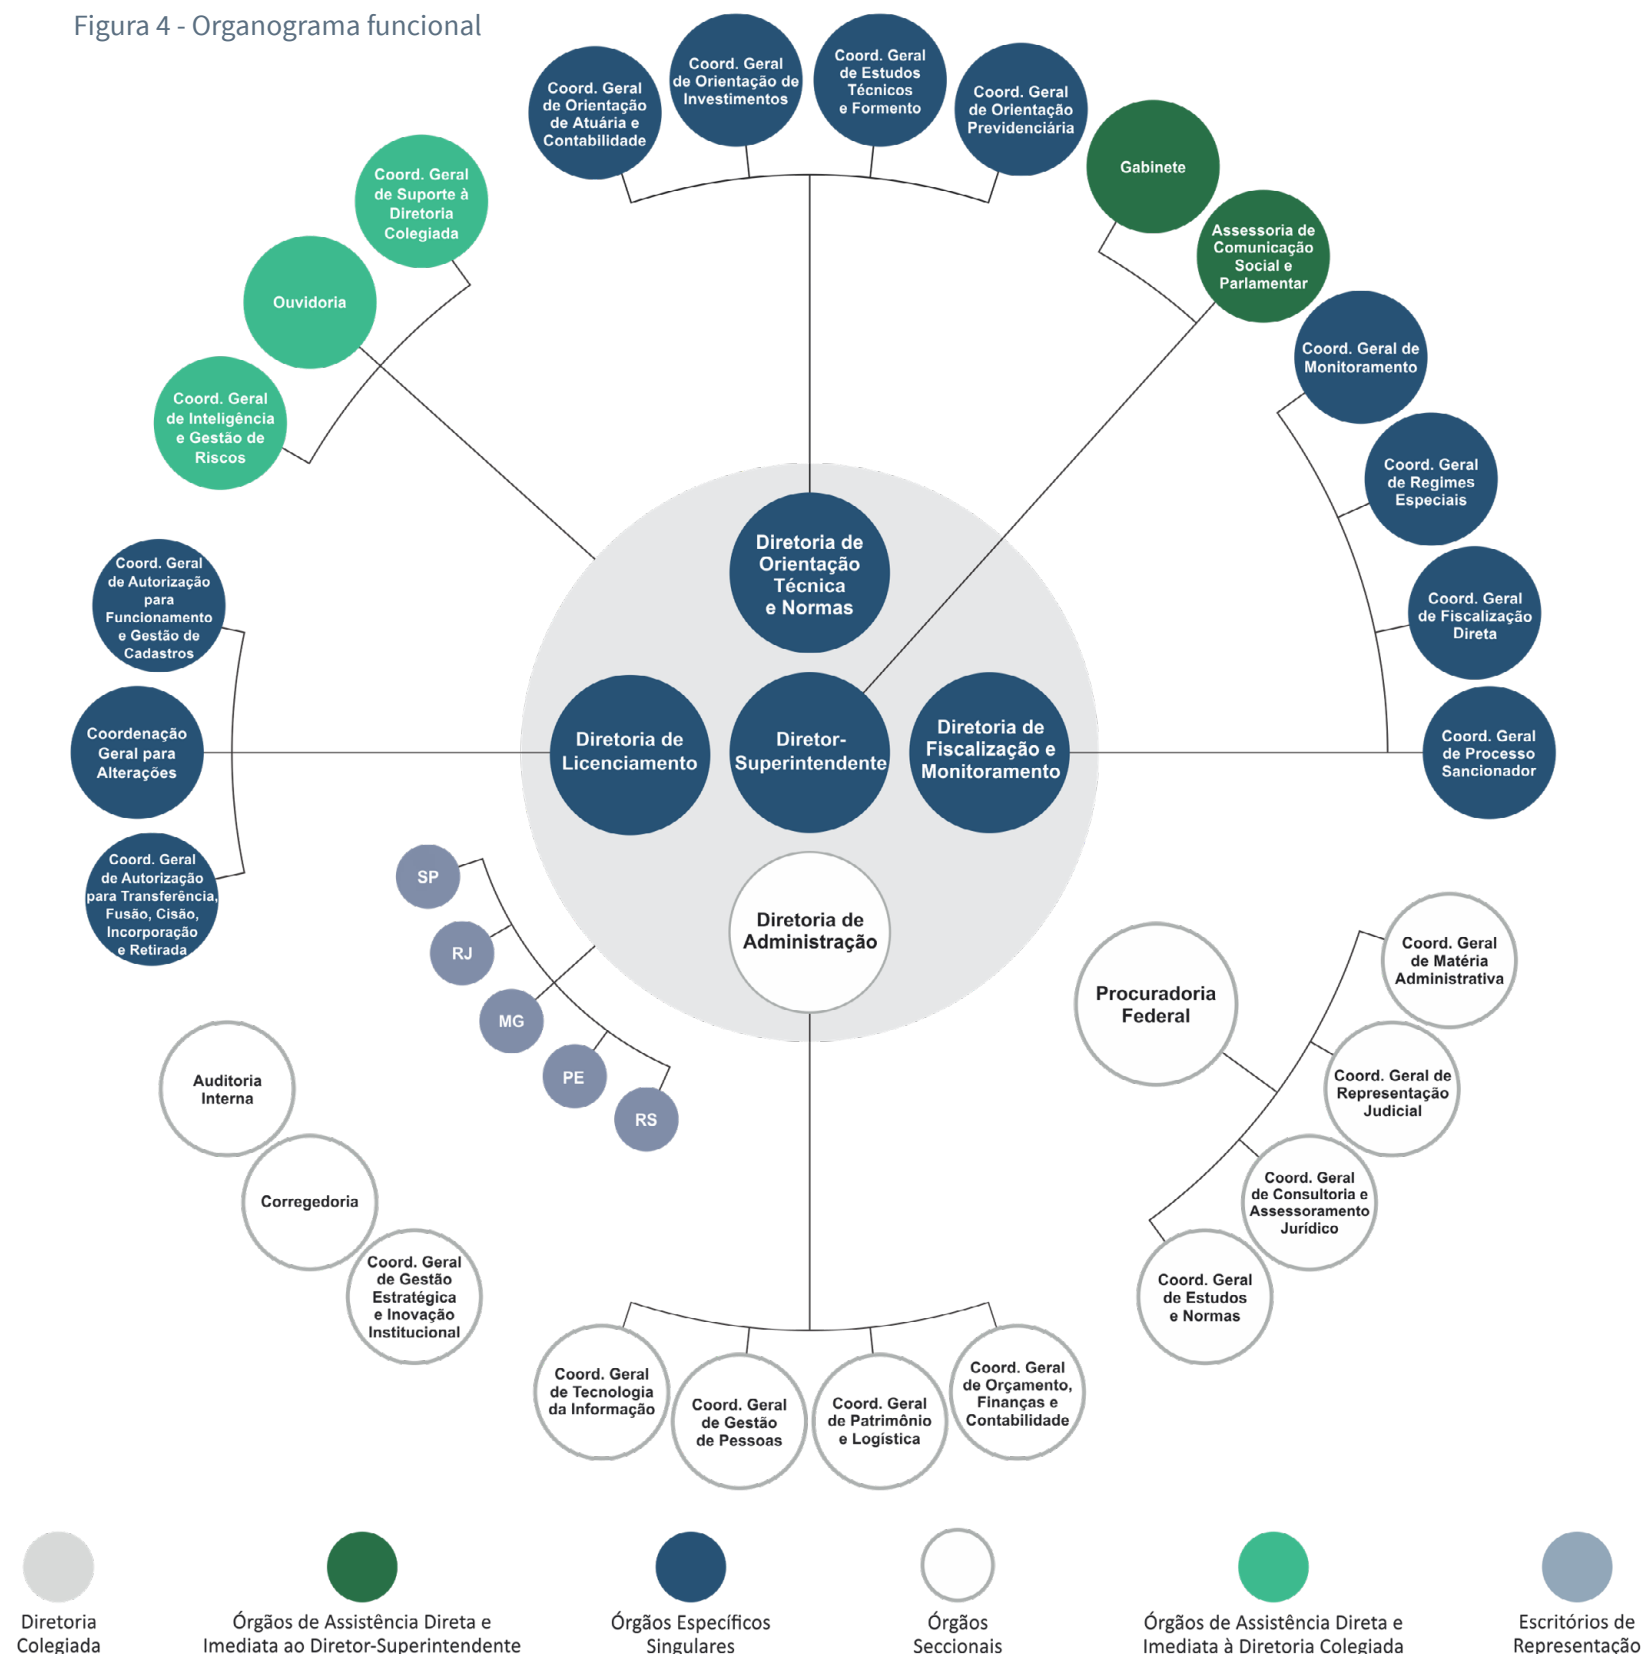 Figura 4 - Organograma funcional
Coord. Geral
de Orientação
de Atuária e
Contabilidade
Coord. Geral
de Orientação de
Investimentos
Coord. Geral
de Estudos
Técnicos
e Formento
Coord. Geral
de Orientação
Previdenciária
Gabinete
Assessoria de
Comunicação
Social e
Parlamentar
Coord. Geral
de Suporte à
Diretoria
Colegiada
Ouvidoria
Coord. Geral
de Inteligência
e Gestão de
Riscos
Coord. Geral de
Monitoramento
Coord. Geral
de Regimes
Especiais
Coord. Geral
de Fiscalização
Direta
Coord. Geral
de Processo
Sancionador
Coord. Geral
de Autorização
para
Funcionamento
e Gestão de
Cadastros
Coordenação
Geral para
Alterações
Coord. Geral
de Autorização
para Transferência,
Fusão, Cisão,
Incorporação
e Retirada
Diretoria de
Orientação
Técnica
e Normas
Diretoria de
Licenciamento
Diretor-
Superintendente
Diretoria de
Fiscalização e
Monitoramento
Diretoria de
Administração
SP
RJ
MG
PE
RS
Procuradoria
Federal
Coord. Geral
de Matéria
Administrativa
Coord. Geral de
Representação
Judicial
Coord. Geral
de Consultoria e
Assessoramento
Jurídico
Coord. Geral
de Estudos
e Normas
Auditoria
Interna
Corregedoria
Coord. Geral
de Gestão
Estratégica
e Inovação
Institucional
Coord. Geral
de Tecnologia
da Informação
Coord. Geral
de Gestão
de Pessoas
Coord. Geral
de Patrimônio
e Logística
Coord. Geral
de Orçamento,
Finanças e
Contabilidade
Diretoria
Colegiada
Órgãos de Assistência Direta e
Imediata ao Diretor-Superintendente
Órgãos Específicos
Singulares
Órgãos
Seccionais
Órgãos de Assistência Direta e
Imediata à Diretoria Colegiada
Escritórios de
Representação